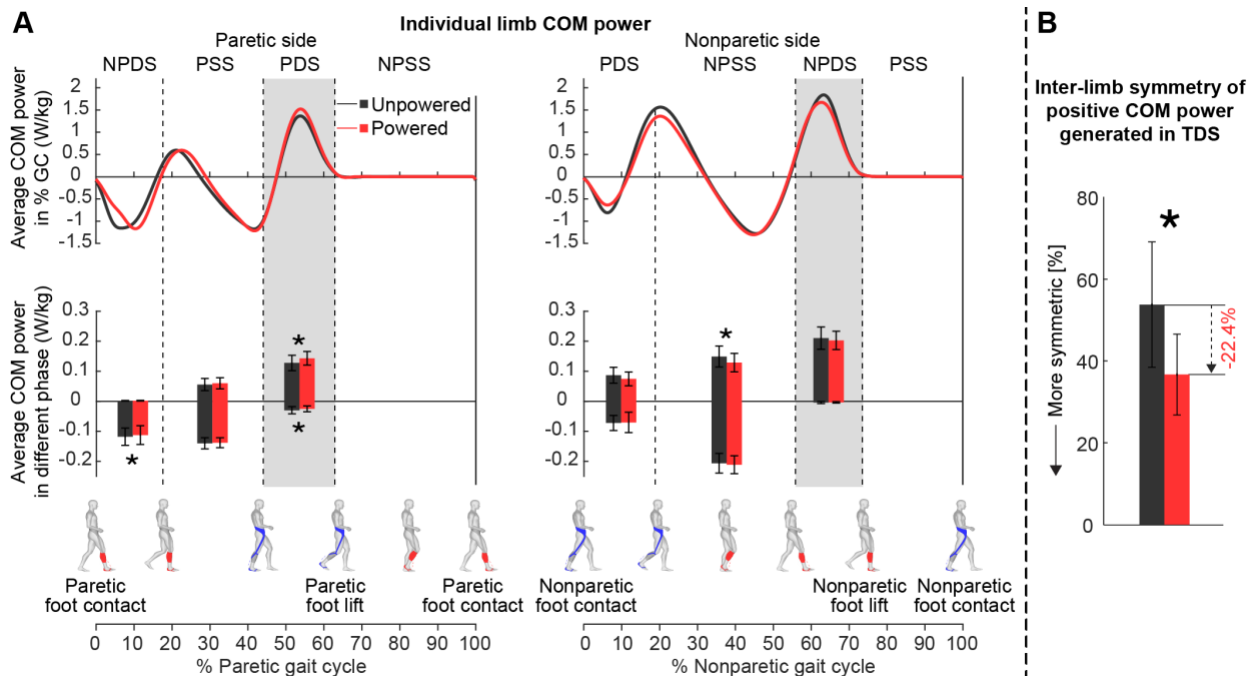 A
Individual limb COM power
Paretic side
NPDS PSS PDS NPSS
Average COM power
in % GC (W/kg)
2
1.5
1
0.5
0
-0.5
-1
-1.5
Unpowered
Powered
Nonparetic side
PDS NPSS NPDS PSS
2
1.5
1
0.5
0
-0.5
-1
-1.5
Average COM power
in different phase (W/kg)
0.3
0.2
0.1
0
-0.1
-0.2
*
*
*
0.3
0.2
0.1
0
-0.1
-0.2
*
Paretic
foot contact
Paretic
foot lift
Paretic
foot contact
Nonparetic
foot contact
Nonparetic
foot lift
Nonparetic
foot contact
0 10 20 30 40 50 60 70 80 90 100
% Paretic gait cycle
0 10 20 30 40 50 60 70 80 90 100
% Nonparetic gait cycle
B
Inter-limb symmetry of
positive COM power
generated in TDS
More symmetric [%]
80
60
40
20
0
*
-22.4%